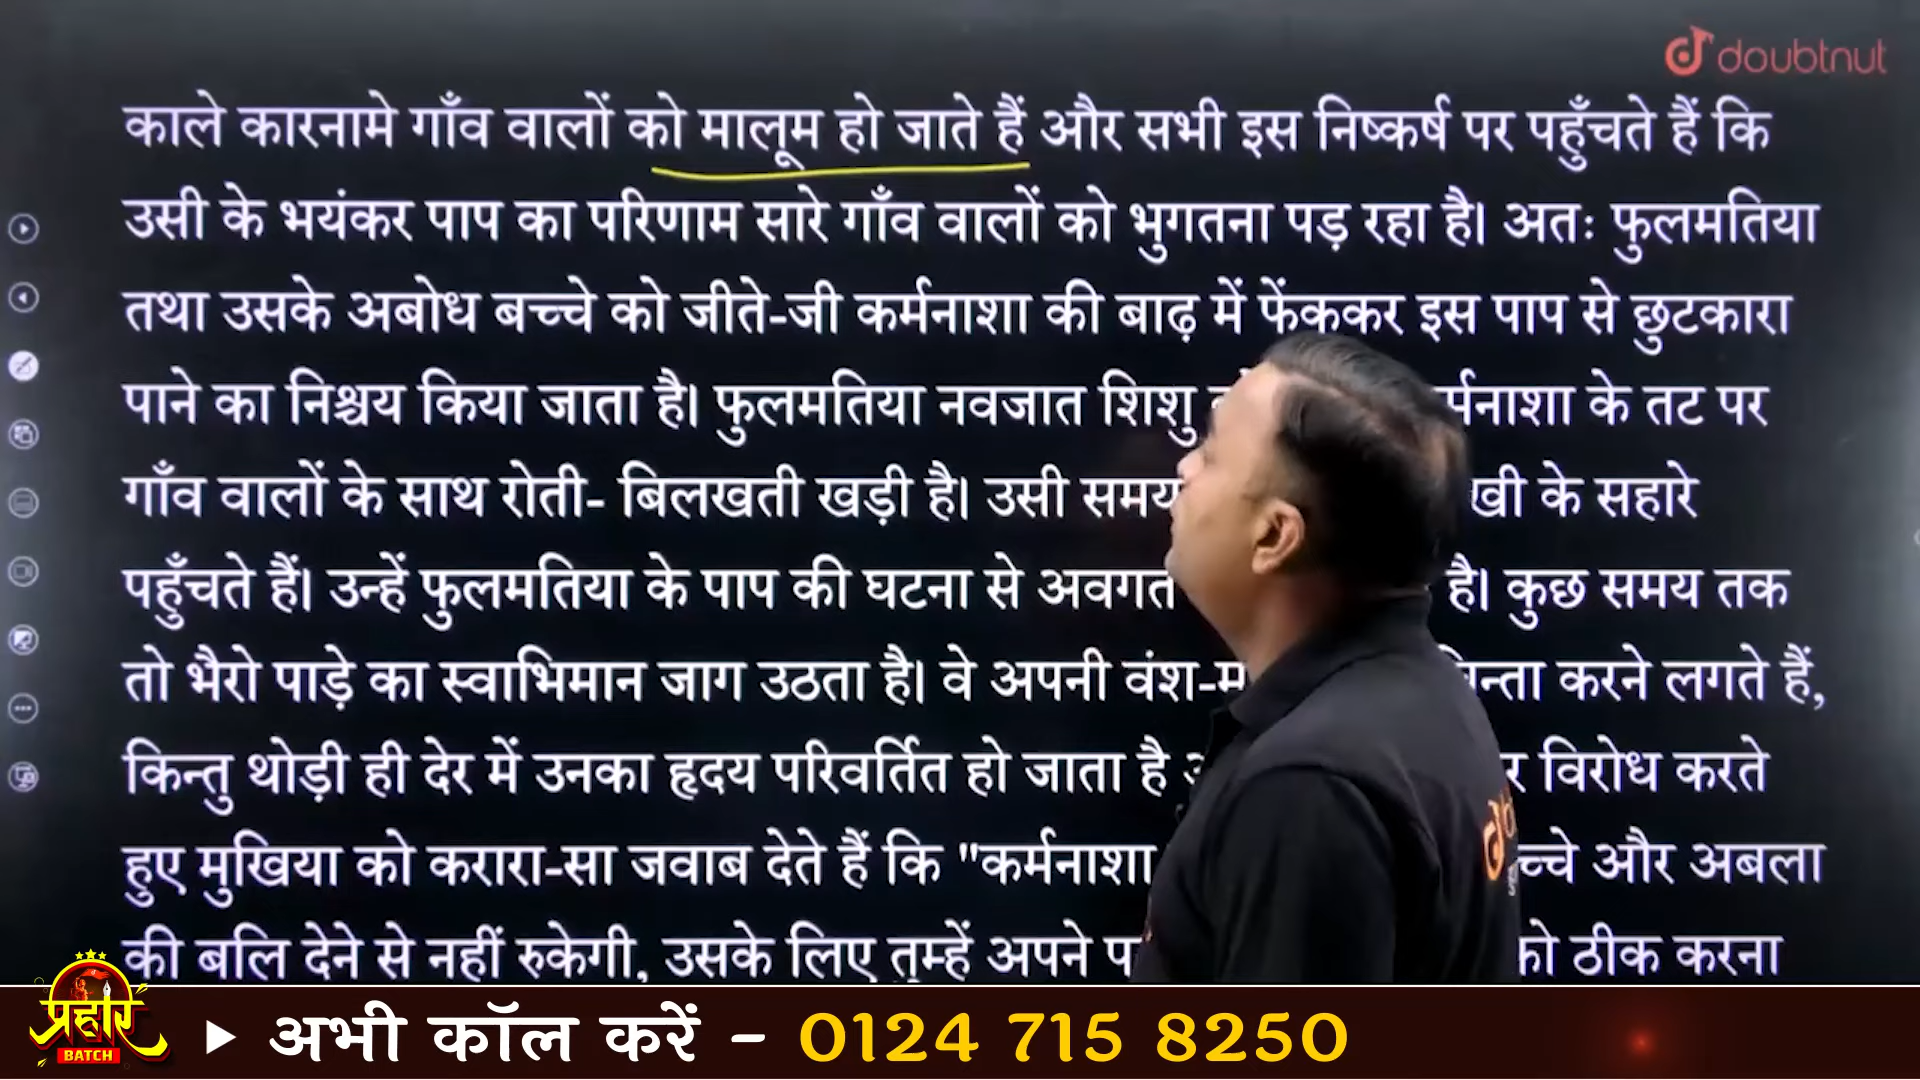 doubtnut
काले कारनामे गाँव वालों को मालूम हो जाते हैं और सभी इस निष्कर्ष पर पहुँचते हैं कि
उसी के भयंकर पाप का परिणाम सारे गाँव वालों को भुगतना पड़ रहा है। अतः फुलमतिया
तथा उसके अबोध बच्चे को जीते-जी कर्मनाशा की बाढ़ में फेंककर इस पाप से छुटकारा
पाने का निश्चय किया जाता है। फुलमतिया नवजात शिशु र्मनाशा के तट पर
गाँव वालों के साथ रोती- बिलखती खड़ी है। उसी समय खी के सहारे
पहुँचते हैं। उन्हें फुलमतिया के पाप की घटना से अवगत है। कुछ समय तक
तो भैरो पाड़े का स्वाभिमान जाग उठता है। वे अपनी वंश-म न्ता करने लगते हैं,
किन्तु थोड़ी ही देर में उनका हृदय परिवर्तित हो जाता है र विरोध करते
हुए मुखिया को करारा-सा जवाब देते हैं कि "कर्मनाशा च्चे और अबला
की बलि देने से नहीं रुकेगी, उसके लिए तुम्हें अपने प को ठीक करना
प्रहार
BATCH
अभी कॉल करें - 0124 715 8250